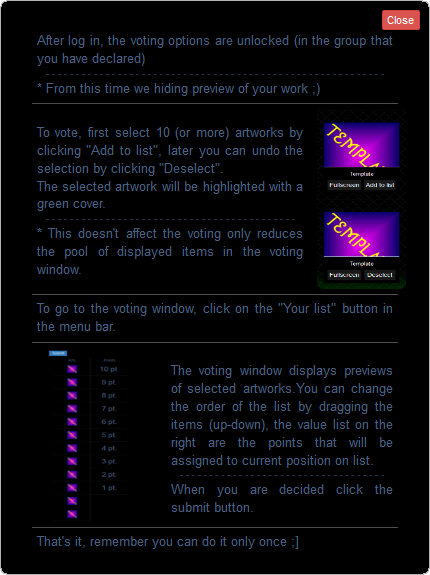 Close
After log in, the voting options are unlocked (in the group that
you have declared)
* From this time we hiding preview of your work ;)
To vote, first select 10 (or more) artworks by
clicking "Add to list", later you can undo the
selection by clicking "Deselect".
The selected artwork will be highlighted with a
green cover.
* This doesn't affect the voting only reduces
the pool of displayed items in the voting
window.
Template
Fullscreen Add to list
Template
Fullscreen Deselect
To go to the voting window, click on the "Your list" button in
the menu bar.
10 pt.
9 pt.
8 pt.
7 pt.
6 pt.
5 pt.
4 pt.
3 pt.
2 pt.
1 pt.
The voting window displays previews
of selected artworks.You can change
the order of the list by dragging the
items (up-down), the value list on the
right are the points that will be
assigned to current position on list.
When you are decided click the
submit button.
That's it, remember you can do it only once ;]